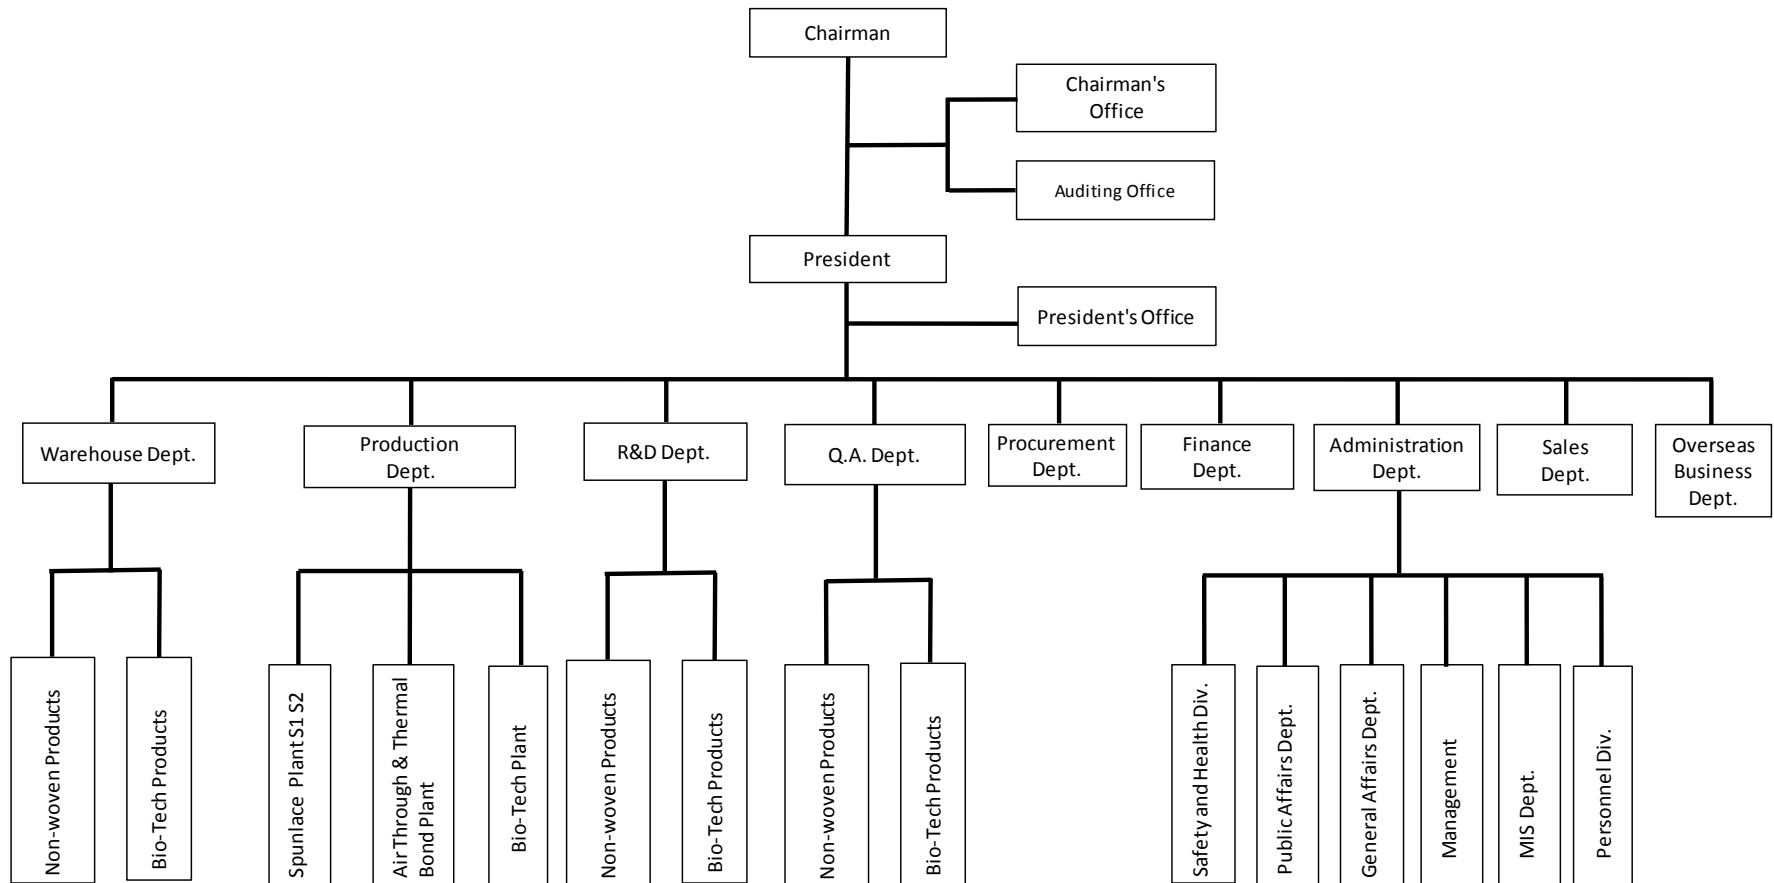 Chairman
Chairman's
Office
Auditing Office
President
President's Office
Warehouse Dept.
Production
Dept.
R&D Dept.
Q.A. Dept.
Procurement
Dept.
Finance
Dept.
Administration
Dept.
Sales
Dept.
Overseas
Business
Dept.
Non-woven Products
Bio-Tech Products
Spunlace Plant S1 S2
Air Through & Thermal
Bond Plant
Bio-Tech Plant
Non-woven Products
Bio-Tech Products
Non-woven Products
Bio-Tech Products
Safety and Health Div.
Public Affairs Dept.
General Affairs Dept.
Management
MIS Dept.
Personnel Div.